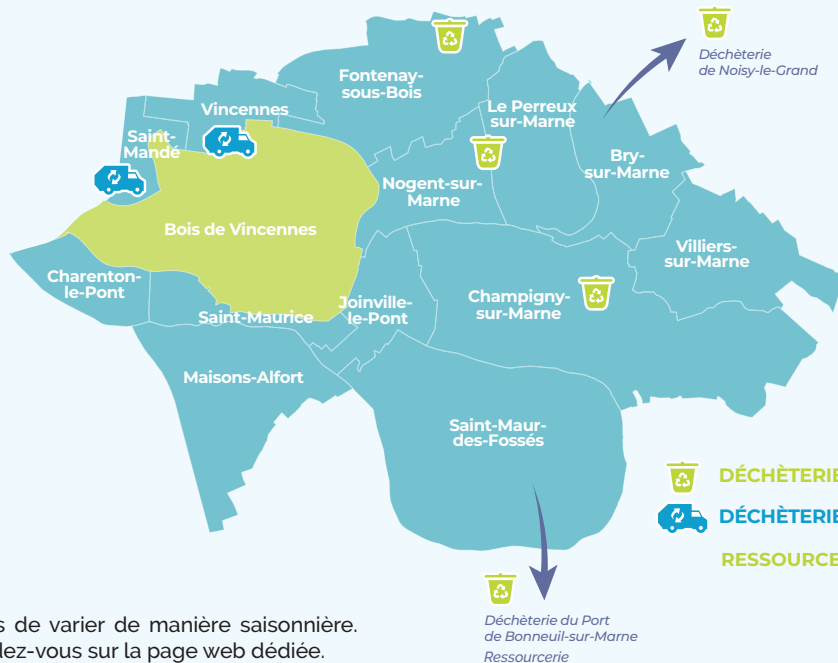 Déchèterie
de Noisy-le-Grand
Fontenay-
sous-Bois
Vincennes
Le Perreux
sur-Marne
Saint-
Mandé
Bry-
sur-Marne
Nogent-sur-
Marne
Bois de Vincennes
Villiers-
sur-Marne
Charenton-
le-Pont
Joinville-
le-Pont
Champigny-
sur-Marne
Saint-Maurice
Maisons-Alfort
Saint-Maur-
des-Fossés
DÉCHÈTERIE
DÉCHÈTERIE
RESSOURCE
Déchèterie du Port
de Bonneuil-sur-Marne
Ressourcerie
s de varier de manière saisonnière.
dez-vous sur la page web dédiée.